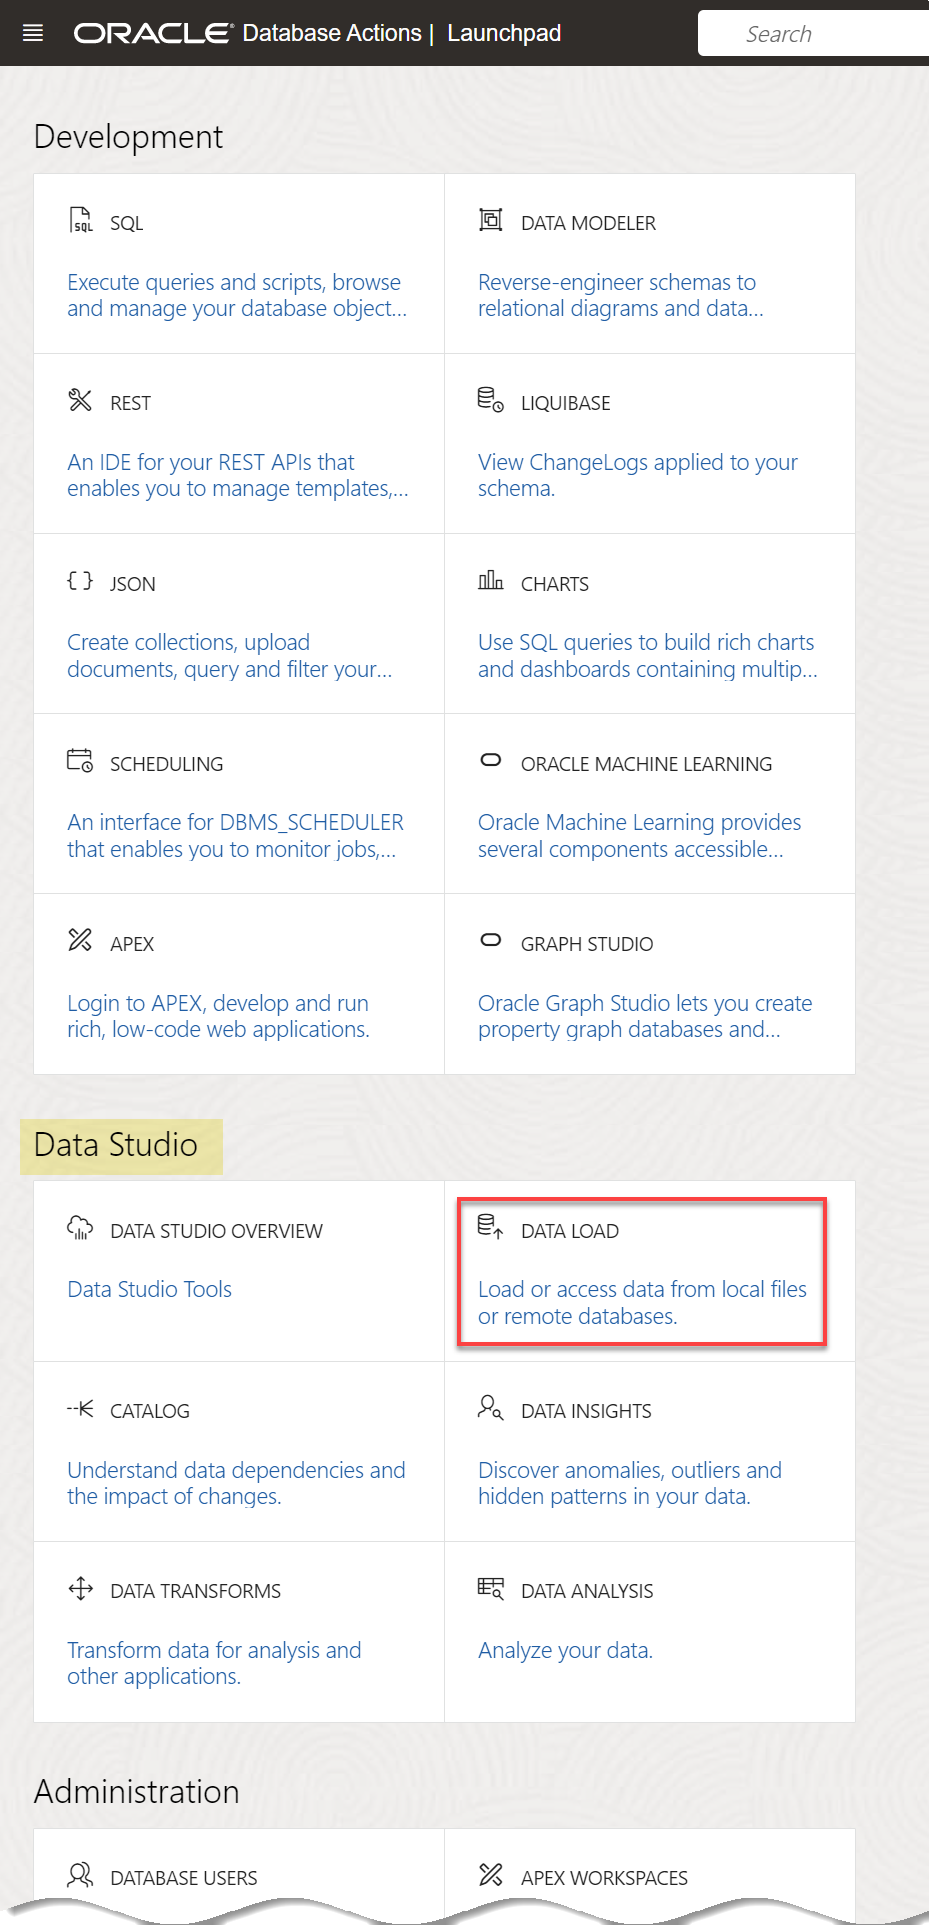 ORACLE Database Actions | Launchpad
Search
Development
SQL
Execute queries and scripts, browse
and manage your database object...
DATA MODELER
Reverse-engineer schemas to
relational diagrams and data...
REST
An IDE for your REST APIs that
enables you to manage templates,...
LIQUIBASE
View ChangeLogs applied to your
schema.
JSON
Create collections, upload
documents, query and filter your...
CHARTS
Use SQL queries to build rich charts
and dashboards containing multip...
SCHEDULING
An interface for DBMS_SCHEDULER
that enables you to monitor jobs,...
ORACLE MACHINE LEARNING
Oracle Machine Learning provides
several components accessible...
APEX
Login to APEX, develop and run
rich, low-code web applications.
GRAPH STUDIO
Oracle Graph Studio lets you create
property graph databases and...
Data Studio
DATA STUDIO OVERVIEW
Data Studio Tools
DATA LOAD
Load or access data from local files
or remote databases.
CATALOG
Understand data dependencies and
the impact of changes.
DATA INSIGHTS
Discover anomalies, outliers and
hidden patterns in your data.
DATA TRANSFORMS
Transform data for analysis and
other applications.
DATA ANALYSIS
Analyze your data.
Administration
DATABASE USERS
APEX WORKSPACES